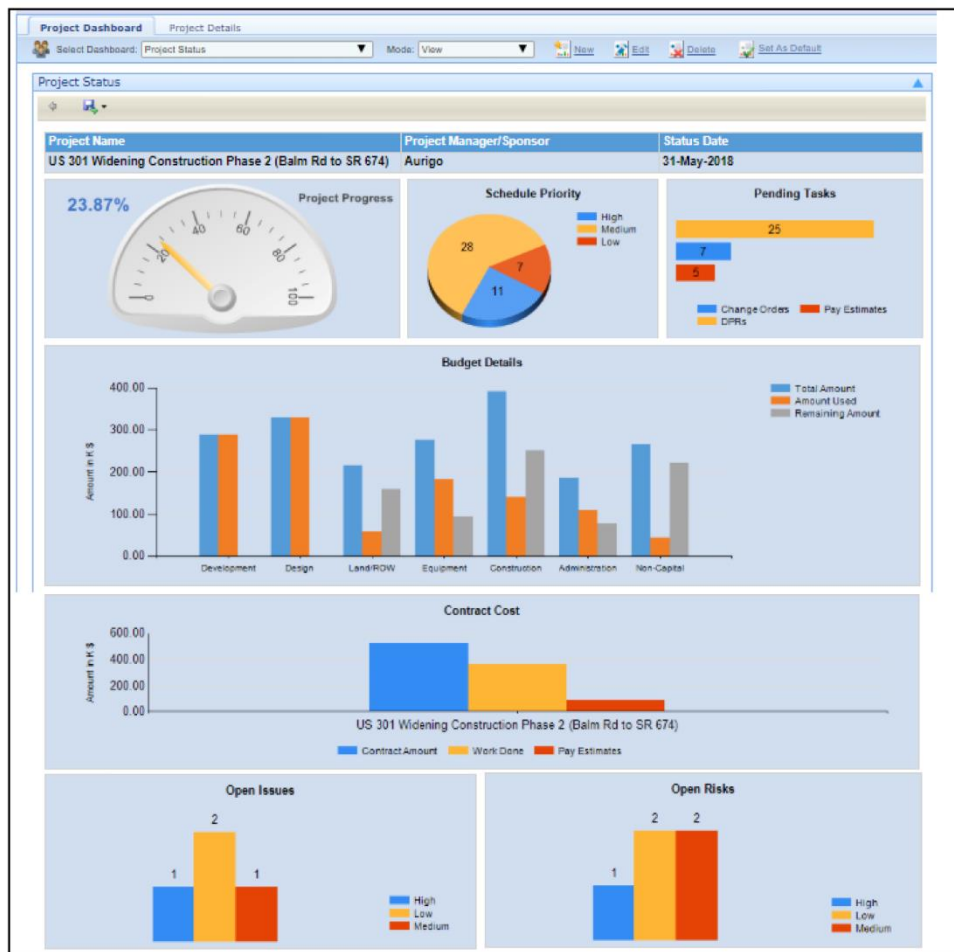 Project Dashboard Project Details
Select Dashboard: Project Status Mode: View New Edit Delete Set As Default
Project Status
Project Name Project Manager/Sponsor Status Date
US 301 Widening Construction Phase 2 (Balm Rd to SR 674) Aurigo 31-May-2018
23.87% Project Progress
0 20 40 60 80 100
Schedule Priority
High
Medium
Low
28
7
11
Pending Tasks
25
7
5
Change Orders Pay Estimates
DPRs
Budget Details
Amount in K $
400.00
300.00
200.00
100.00
0.00
Total Amount
Amount Used
Remaining Amount
Development Design Land/ROW Equipment Construction Administration Non-Capital
Contract Cost
Amount in K $
600.00
400.00
200.00
0.00
US 301 Widening Construction Phase 2 (Balm Rd to SR 674)
Contract Amount Work Done Pay Estimates
Open Issues
1 2 1
High
Low
Medium
Open Risks
1 2 2
High
Low
Medium